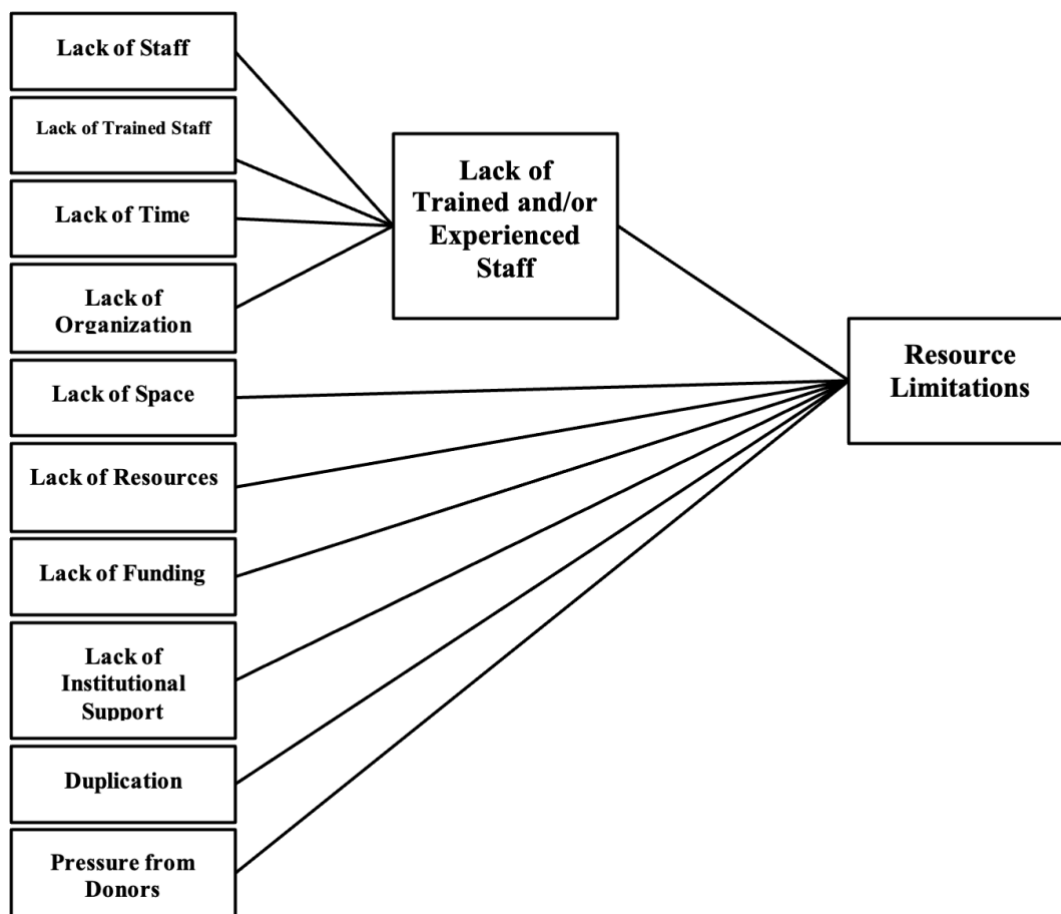 Lack of Staff
Lack of Trained Staff
Lack of Time
Lack of
Organization
Lack of Space
Lack of Resources
Lack of Funding
Lack of
Institutional
Support
Duplication
Pressure from
Donors
Lack of
Trained and/or
Experienced
Staff
Resource
Limitations